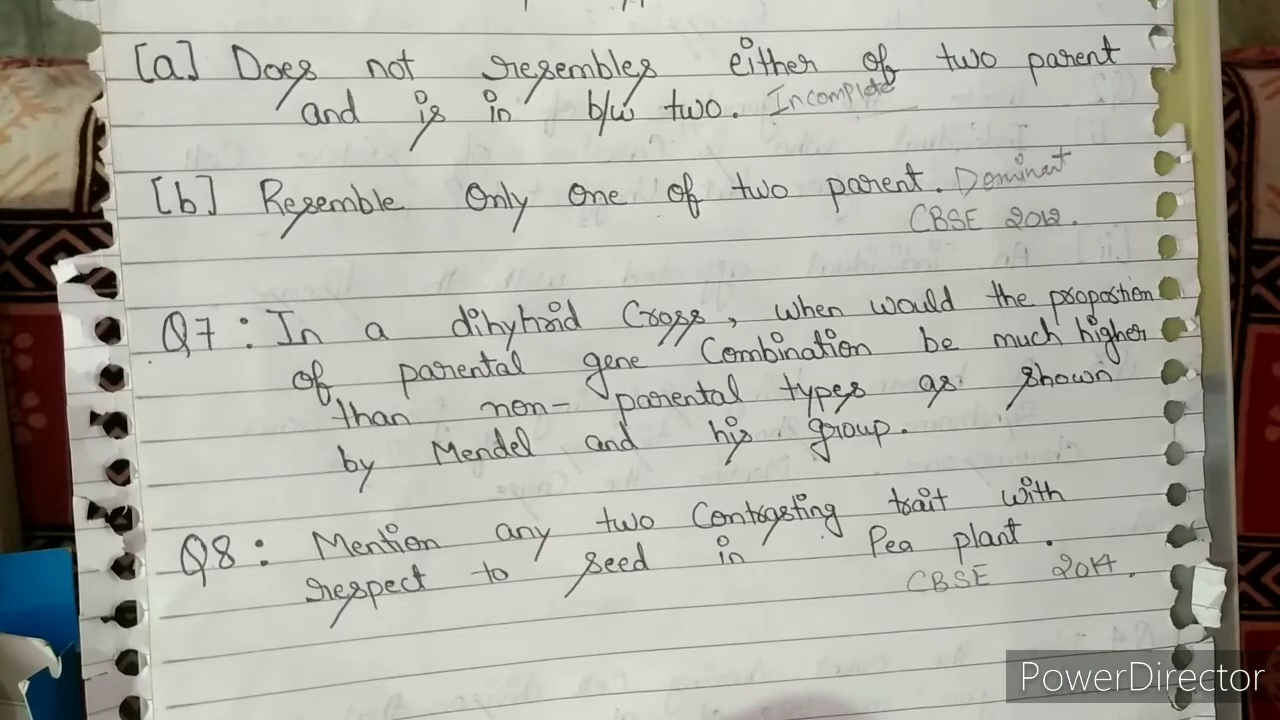 [a] Does not resembles either of two parent
and is in b/w two. Incomplete
[b] Resemble Only One of two parent. Dominant
CBSE 2012.
Q7: In a dihybrid Cross, when would the proportion
of parental gene Combination be much higher
than non-parental types as shown
by Mendel and his group.
Q8: Mention any two Contrasting trait with
respect to seed in Pea plant.
CBSE 2014.
PowerDirector